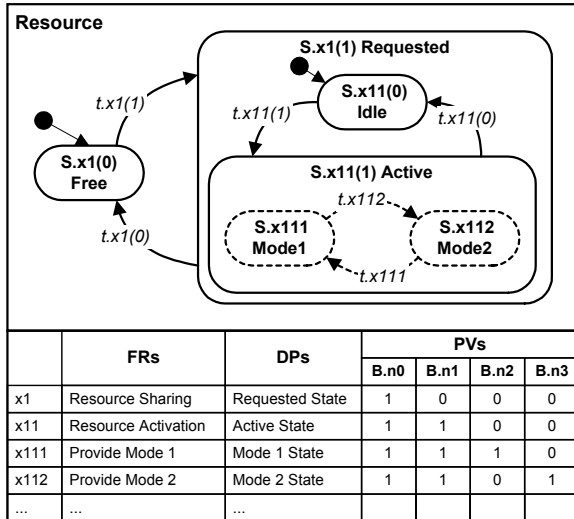 Resource
S.x1(1) Requested
S.x11(0)
Idle
t.x1(1)
t.x11(1)
t.x11(0)
S.x1(0)
Free
S.x11(1) Active
t.x112
S.x111
Mode1
S.x112
Mode2
t.x1(0)
t.x111
FRs DPs PVs
B.n0 B.n1 B.n2 B.n3
x1 Resource Sharing Requested State 1 0 0 0
x11 Resource Activation Active State 1 1 0 0
x111 Provide Mode 1 Mode 1 State 1 1 1 0
x112 Provide Mode 2 Mode 2 State 1 1 0 1
... ... ...